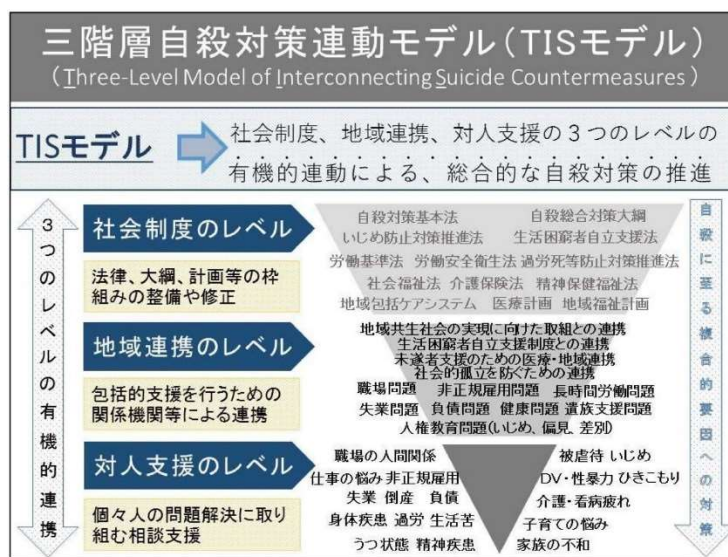 三階層自殺対策連動モデル(TISモデル)
(Three-Level Model of Interconnecting Suicide Countermeasures)
TISモデル
社会制度、地域連携、対人支援の3つのレベルの
有機的連動による、総合的な自殺対策の推進
3つのレベルの有機的連携
社会制度のレベル
法律、大綱、計画等の枠
組みの整備や修正
自殺対策基本法 自殺総合対策大綱
いじめ防止対策推進法 生活困窮者自立支援法
労働基準法 労働安全衛生法 過労死等防止対策推進法
社会福祉法 介護保険法 精神保健福祉法
地域包括ケアシステム 医療計画 地域福祉計画
地域連携のレベル
包括的支援を行うための
関係機関等による連携
地域共生社会の実現に向けた取組との連携
生活困窮者自立支援制度との連携
未遂者支援のための医療・地域連携
社会的孤立を防ぐための連携
職場問題 非正規雇用問題 長時間労働問題
失業問題 負債問題 健康問題 遺族支援問題
人権教育問題(いじめ、偏見、差別)
対人支援のレベル
個々人の問題解決に取り
組む相談支援
職場の人間関係 被虐待 いじめ
仕事の悩み 非正規雇用 DV・性暴力 ひきこもり
失業 倒産 負債 介護・看病疲れ
身体疾患 過労 生活苦 子育ての悩み
うつ状態 精神疾患 家族の不和
自殺に至る複合的要因への対策